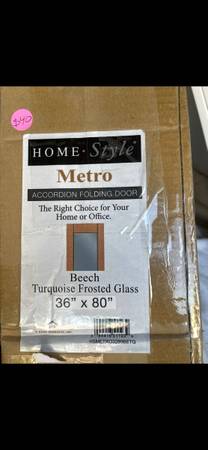 $40
HOME • Style®
Metro
ACCORDION FOLDING DOOR
The Right Choice for Your
Home or Office.
Beech
Turquoise Frosted Glass
36" x 80"